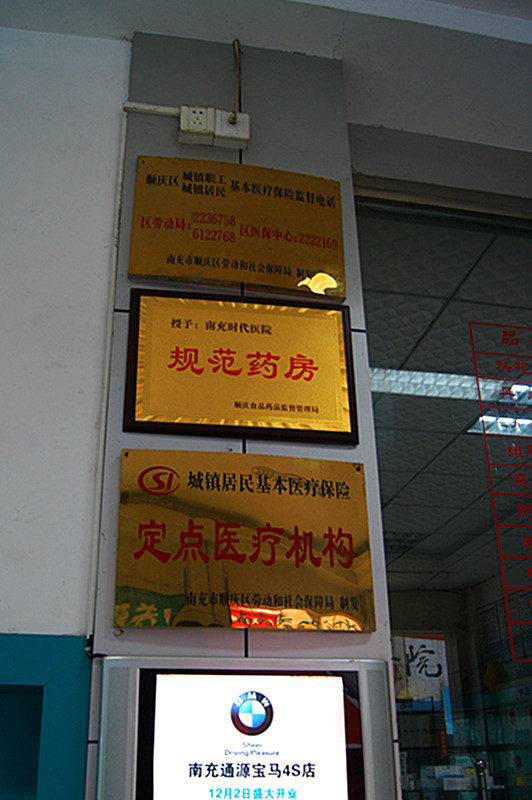 顺庆区 城镇职工 基本医疗保险监督电话
城镇居民
区劳动局:2236758 区医保中心:2222169
6122768
南充市顺庆区劳动和社会保障局 制发
授予:南充时代医院
规范药房
顺庆食品药品监督管理局
SI 城镇居民基本医疗保险
定点医疗机构
南充市顺庆区劳动和社会保障局 制发
BMW
Sheer
Driving Pleasure
南充通源宝马4S店
12月2日盛大开业
品
院